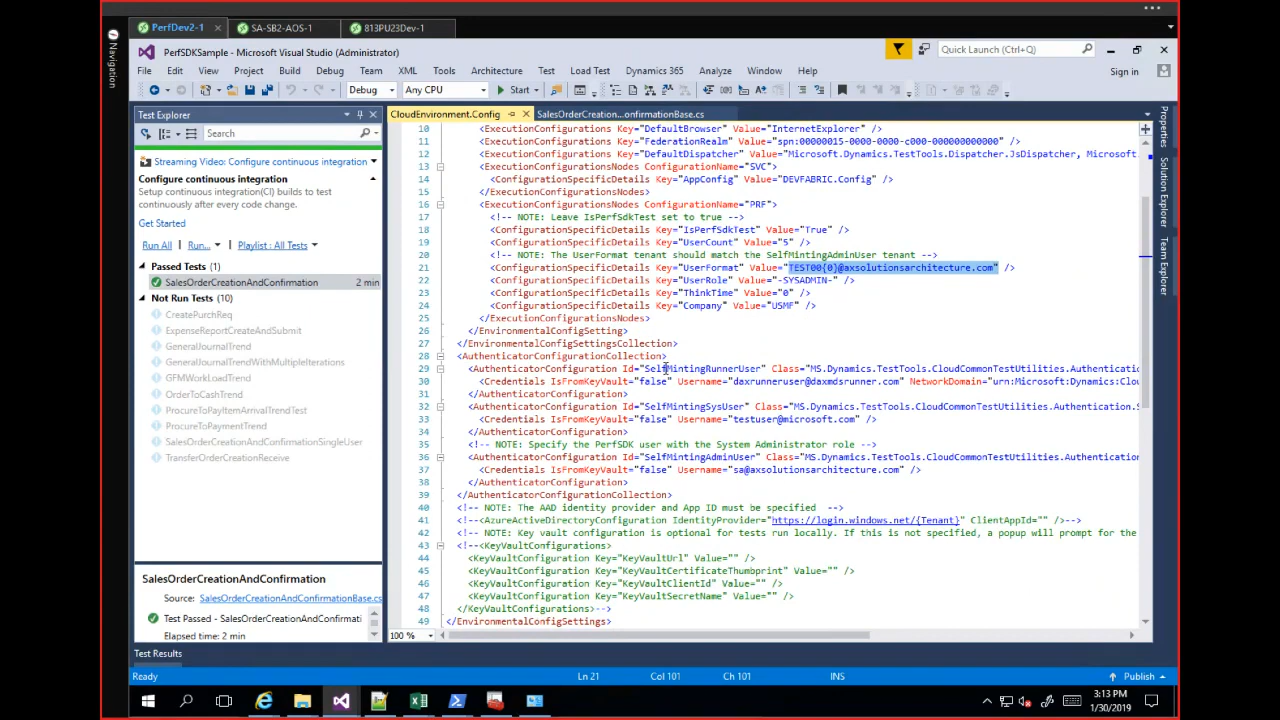 PerfDev2-1
SA-SB2-AOS-1
813PU23Dev-1
Navigation
PerfSDKSample - Microsoft Visual Studio (Administrator)
Quick Launch (Ctrl+Q)
File Edit View Project Build Debug Team XML Tools Architecture Test Load Test Dynamics 365 Analyze Window Help
Sign in
Debug Any CPU Start
Test Explorer
Search
Streaming Video: Configure continuous integration
Configure continuous integration
Setup continuous integration(CI) builds to test
continuously after every code change.
Get Started
Run All Run... Playlist : All Tests
Passed Tests (1)
SalesOrderCreationAndConfirmation 2 min
Not Run Tests (10)
CreatePurchReq
ExpenseReportCreateAndSubmit
GeneralJournalTrend
GeneralJournalTrendWithMultipleIterations
GFMWorkLoadTrend
OrderToCashTrend
ProcureToPayItemArrivalTrendTest
ProcureToPaymentTrend
SalesOrderCreationAndConfirmationSingleUser
TransferOrderCreationReceive
SalesOrderCreationAndConfirmation
Source: SalesOrderCreationAndConfirmationBase.cs
Test Passed - SalesOrderCreationAndConfirmati
Elapsed time: 2 min
Test Results
CloudEnvironment.Config
SalesOrderCreation...onfirmationBase.cs
10 <ExecutionConfigurations Key="DefaultBrowser" Value="InternetExplorer" />
11 <ExecutionConfigurations Key="FederationRealm" Value="spn:00000015-0000-0000-c000-000000000000" />
12 <ExecutionConfigurations Key="DefaultDispatcher" Value="Microsoft.Dynamics.TestTools.Dispatcher.JsDispatcher, Microsoft.
13 <ExecutionConfigurationsNodes ConfigurationName="SVC">
14 <ConfigurationSpecificDetails Key="AppConfig" Value="DEVFABRIC.Config" />
15 </ExecutionConfigurationsNodes>
16 <ExecutionConfigurationsNodes ConfigurationName="PRF">
17 <!-- NOTE: Leave IsPerfSdkTest set to true -->
18 <ConfigurationSpecificDetails Key="IsPerfSdkTest" Value="True" />
19 <ConfigurationSpecificDetails Key="UserCount" Value="5" />
20 <!-- NOTE: The UserFormat tenant should match the SelfMintingAdminUser tenant -->
21 <ConfigurationSpecificDetails Key="UserFormat" Value="TEST00{0}@axsolutionsarchitecture.com" />
22 <ConfigurationSpecificDetails Key="UserRole" Value="-SYSADMIN-" />
23 <ConfigurationSpecificDetails Key="ThinkTime" Value="0" />
24 <ConfigurationSpecificDetails Key="Company" Value="USMF" />
25 </ExecutionConfigurationsNodes>
26 </EnvironmentalConfigSetting>
27 </EnvironmentalConfigSettingsCollection>
28 <AuthenticatorConfigurationCollection>
29 <AuthenticatorConfiguration Id="SelfMintingRunnerUser" Class="MS.Dynamics.TestTools.CloudCommonTestUtilities.Authenticatio
30 <Credentials IsFromKeyVault="false" Username="daxrunneruser@daxmdsrunner.com" NetworkDomain="urn:Microsoft:Dynamics:Clou
31 </AuthenticatorConfiguration>
32 <AuthenticatorConfiguration Id="SelfMintingSysUser" Class="MS.Dynamics.TestTools.CloudCommonTestUtilities.Authentication.S
33 <Credentials IsFromKeyVault="false" Username="testuser@microsoft.com" />
34 </AuthenticatorConfiguration>
35 <!-- NOTE: Specify the PerfSDK user with the System Administrator role -->
36 <AuthenticatorConfiguration Id="SelfMintingAdminUser" Class="MS.Dynamics.TestTools.CloudCommonTestUtilities.Authentication
37 <Credentials IsFromKeyVault="false" Username="sa@axsolutionsarchitecture.com" />
38 </AuthenticatorConfiguration>
39 </AuthenticatorConfigurationCollection>
40 <!-- NOTE: The AAD identity provider and App ID must be specified -->
41 <!--<AzureActiveDirectoryConfiguration IdentityProvider="https://login.windows.net/{Tenant}" ClientAppId="" />-->
42 <!-- NOTE: Key vault configuration is optional for tests run locally. If this is not specified, a popup will prompt for the
43 <!--<KeyVaultConfigurations>
44 <KeyVaultConfiguration Key="KeyVaultUrl" Value="" />
45 <KeyVaultConfiguration Key="KeyVaultCertificateThumbprint" Value="" />
46 <KeyVaultConfiguration Key="KeyVaultClientId" Value="" />
47 <KeyVaultConfiguration Key="KeyVaultSecretName" Value="" />
48 </KeyVaultConfigurations>-->
49 </EnvironmentalConfigSettings>
100 %
Properties
Solution Explorer
Team Explorer
Ready Ln 21 Col 101 Ch 101 INS Publish
3:13 PM
1/30/2019